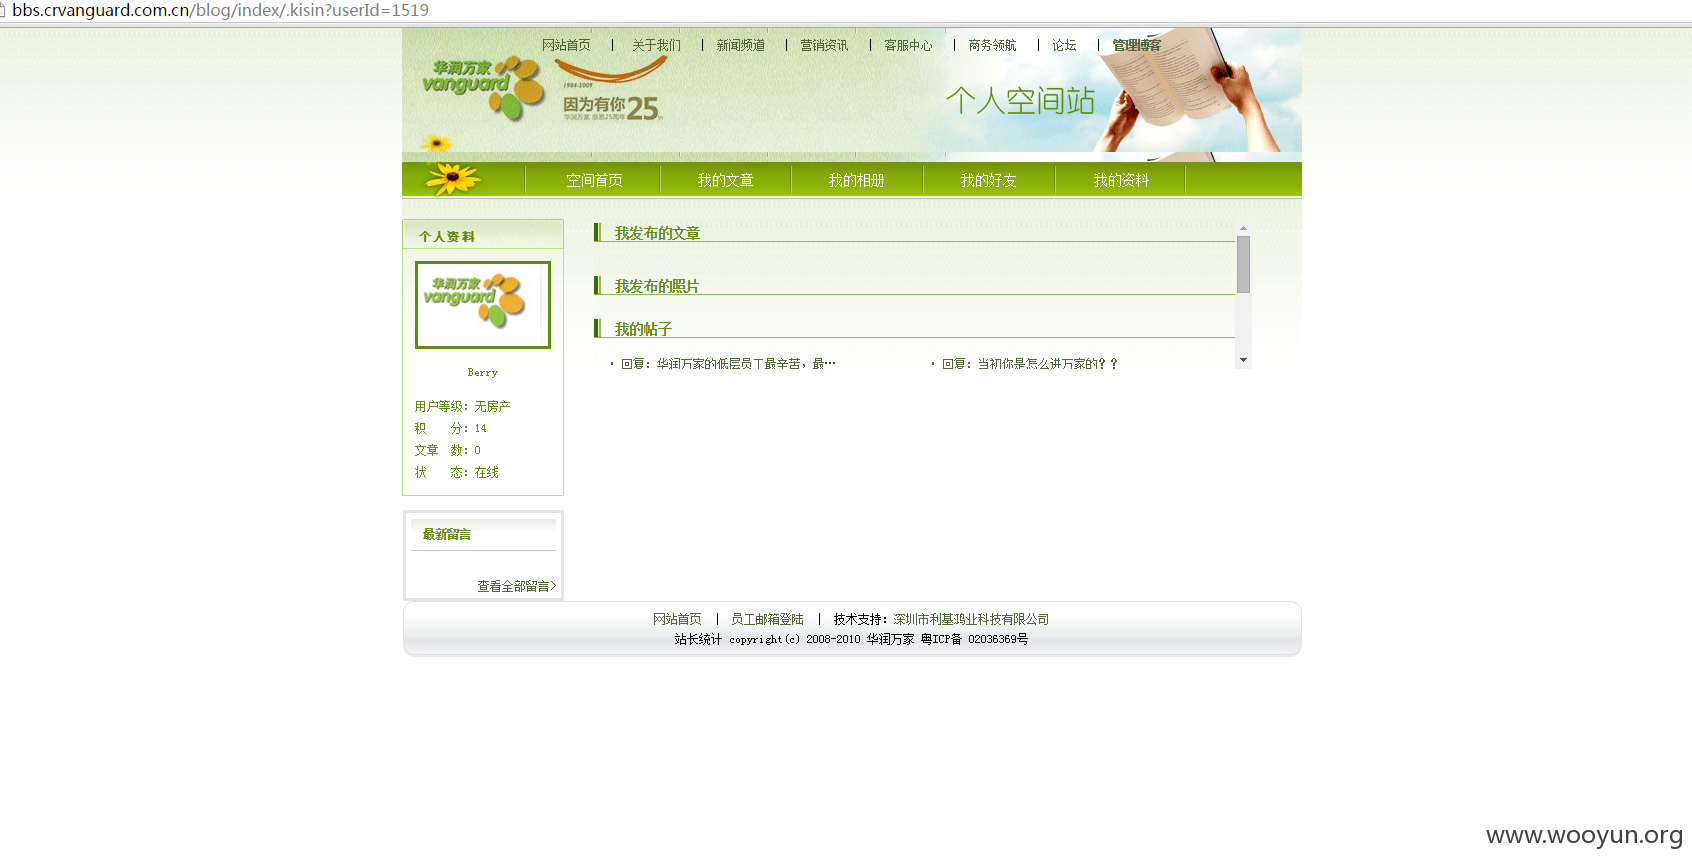 bbs.crvanguard.com.cn/blog/index/.kisin?userId=1519
网站首页 | 关于我们 | 新闻频道 | 营销资讯 | 客服中心 | 商务领航 | 论坛 | 管理博客
华润万家
vanguard
1984-2009
因为有你25
华润万家 感恩25周年
个人空间站
空间首页 我的文章 我的相册 我的好友 我的资料
个人资料
华润万家
vanguard
Berry
用户等级：无房产
积 分：14
文章 数：0
状 态：在线
最新留言
查看全部留言>
我发布的文章
我发布的照片
我的帖子
· 回复：华润万家的低层员工最辛苦，最… · 回复：当初你是怎么进万家的？？
网站首页 | 员工邮箱登陆 | 技术支持：深圳市利基鸿业科技有限公司
站长统计 copyright(c) 2008-2010 华润万家 粤ICP备 02036369号
www.wooyun.org